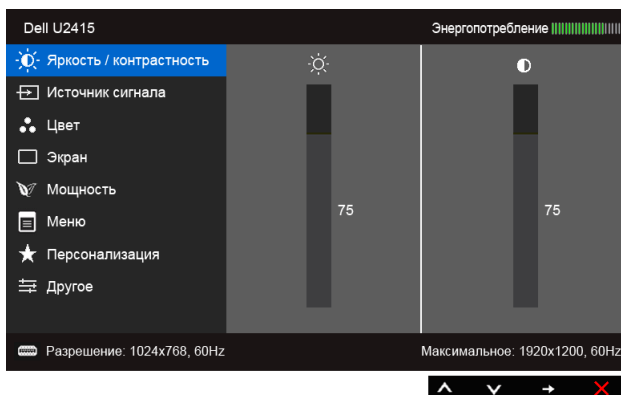 Dell U2415
Энергопотребление
Яркость / контрастность
Источник сигнала
Цвет
Экран
Мощность
Меню
Персонализация
Другое
75
75
Разрешение: 1024x768, 60Hz
Максимальное: 1920x1200, 60Hz